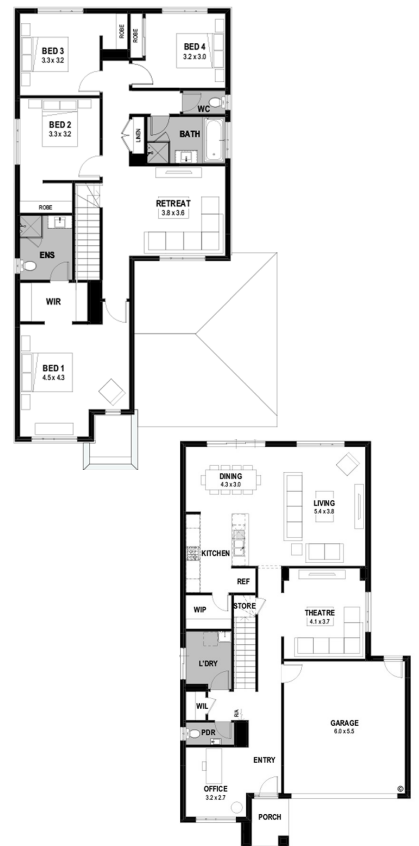 BED 3
3.3 x 3.2
ROBE
ROBE
BED 4
3.2 x 3.0
WC
BED 2
3.3 x 3.2
LINEN
BATH
ROBE
RETREAT
3.8 x 3.6
ENS
WIR
BED 1
4.5 x 4.3
DINING
4.3 x 3.0
LIVING
5.4 x 3.8
KITCHEN
REF
WIP
STORE
THEATRE
4.1 x 3.7
L'DRY
WIL
R/A
PDR
GARAGE
6.0 x 5.5
ENTRY
OFFICE
3.2 x 2.7
PORCH
©